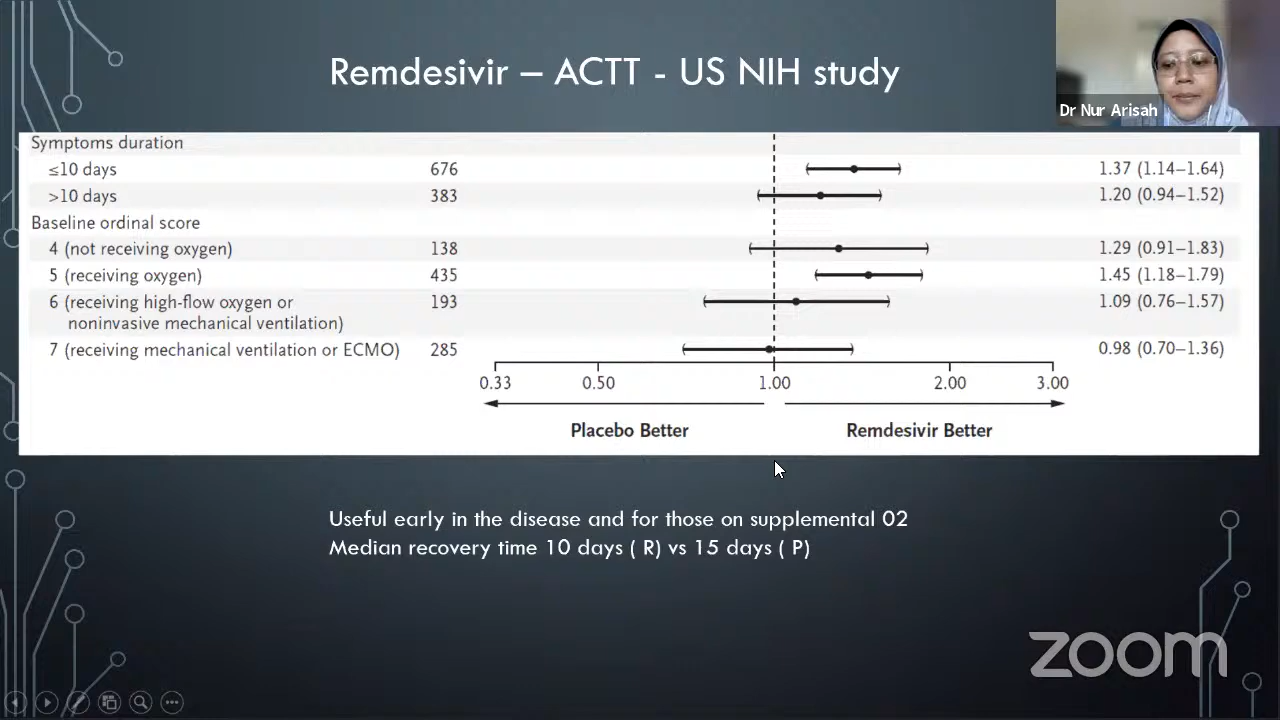 Remdesivir – ACTT - US NIH study
Dr Nur Arisah
Symptoms duration
≤10 days 676 1.37 (1.14–1.64)
>10 days 383 1.20 (0.94–1.52)
Baseline ordinal score
4 (not receiving oxygen) 138 1.29 (0.91–1.83)
5 (receiving oxygen) 435 1.45 (1.18–1.79)
6 (receiving high-flow oxygen or 193 1.09 (0.76–1.57)
noninvasive mechanical ventilation)
7 (receiving mechanical ventilation or ECMO) 285 0.98 (0.70–1.36)
0.33 0.50 1.00 2.00 3.00
Placebo Better Remdesivir Better
Useful early in the disease and for those on supplemental 02
Median recovery time 10 days ( R) vs 15 days ( P)
zoom